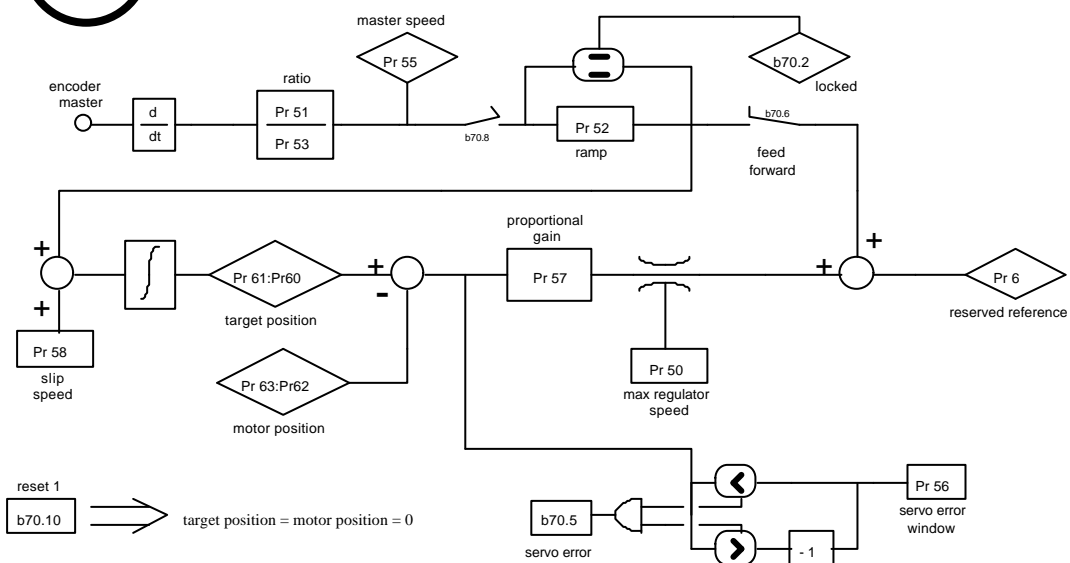 master speed
Pr 55
b70.2
locked
encoder
master
ratio
d
dt
Pr 51
Pr 53
b70.8
Pr 52
ramp
b70.6
feed
forward
proportional
gain
+
+
+
-
+
+
Pr 61:Pr60
target position
Pr 57
Pr 6
reserved reference
Pr 58
slip
speed
Pr 63:Pr62
motor position
Pr 50
max regulator
speed
reset 1
b70.10
target position = motor position = 0
b70.5
servo error
<
>
- 1
Pr 56
servo error
window